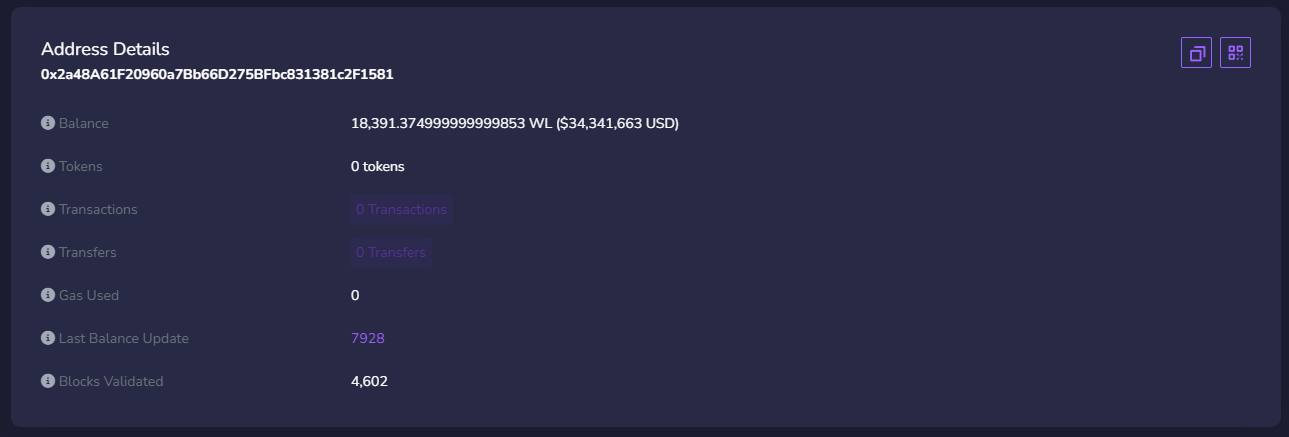 Address Details
0x2a48A61F20960a7Bb66D275BFbc831381c2F1581
Balance 18,391.374999999999853 WL ($34,341,663 USD)
Tokens 0 tokens
Transactions 0 Transactions
Transfers 0 Transfers
Gas Used 0
Last Balance Update 7928
Blocks Validated 4,602